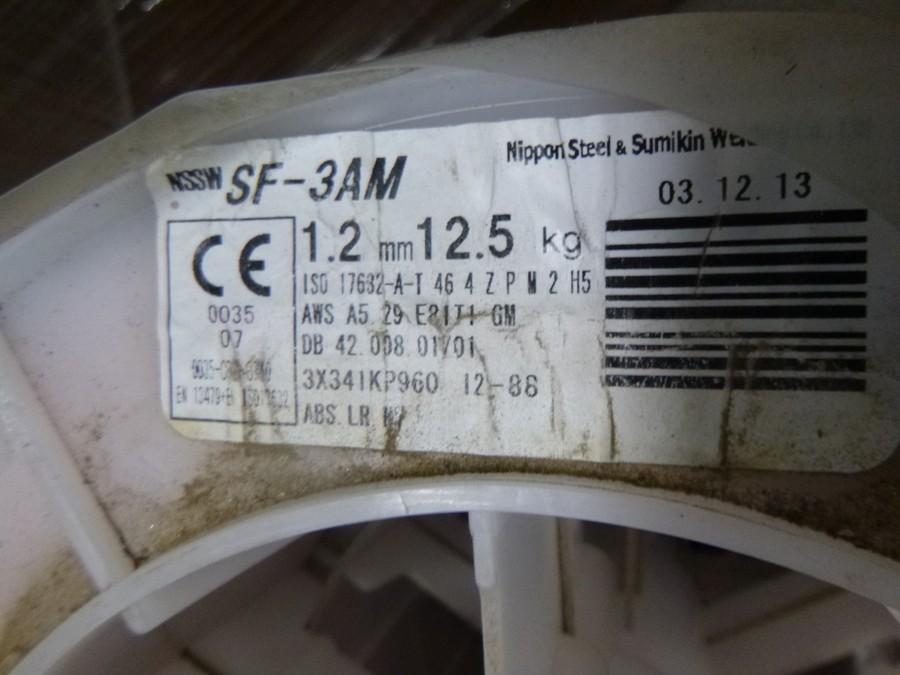 NSSW SF-3AM
Nippon Steel & Sumikin
03. 12. 13
CE
0035
07
1.2 mm 12.5 kg
ISO 17632-A-T 46 4 Z P M 2 H5
AWS A5 29 E81T1 GM
DB 42.008.01/01
3X341KP960 12-86
ABS. LR